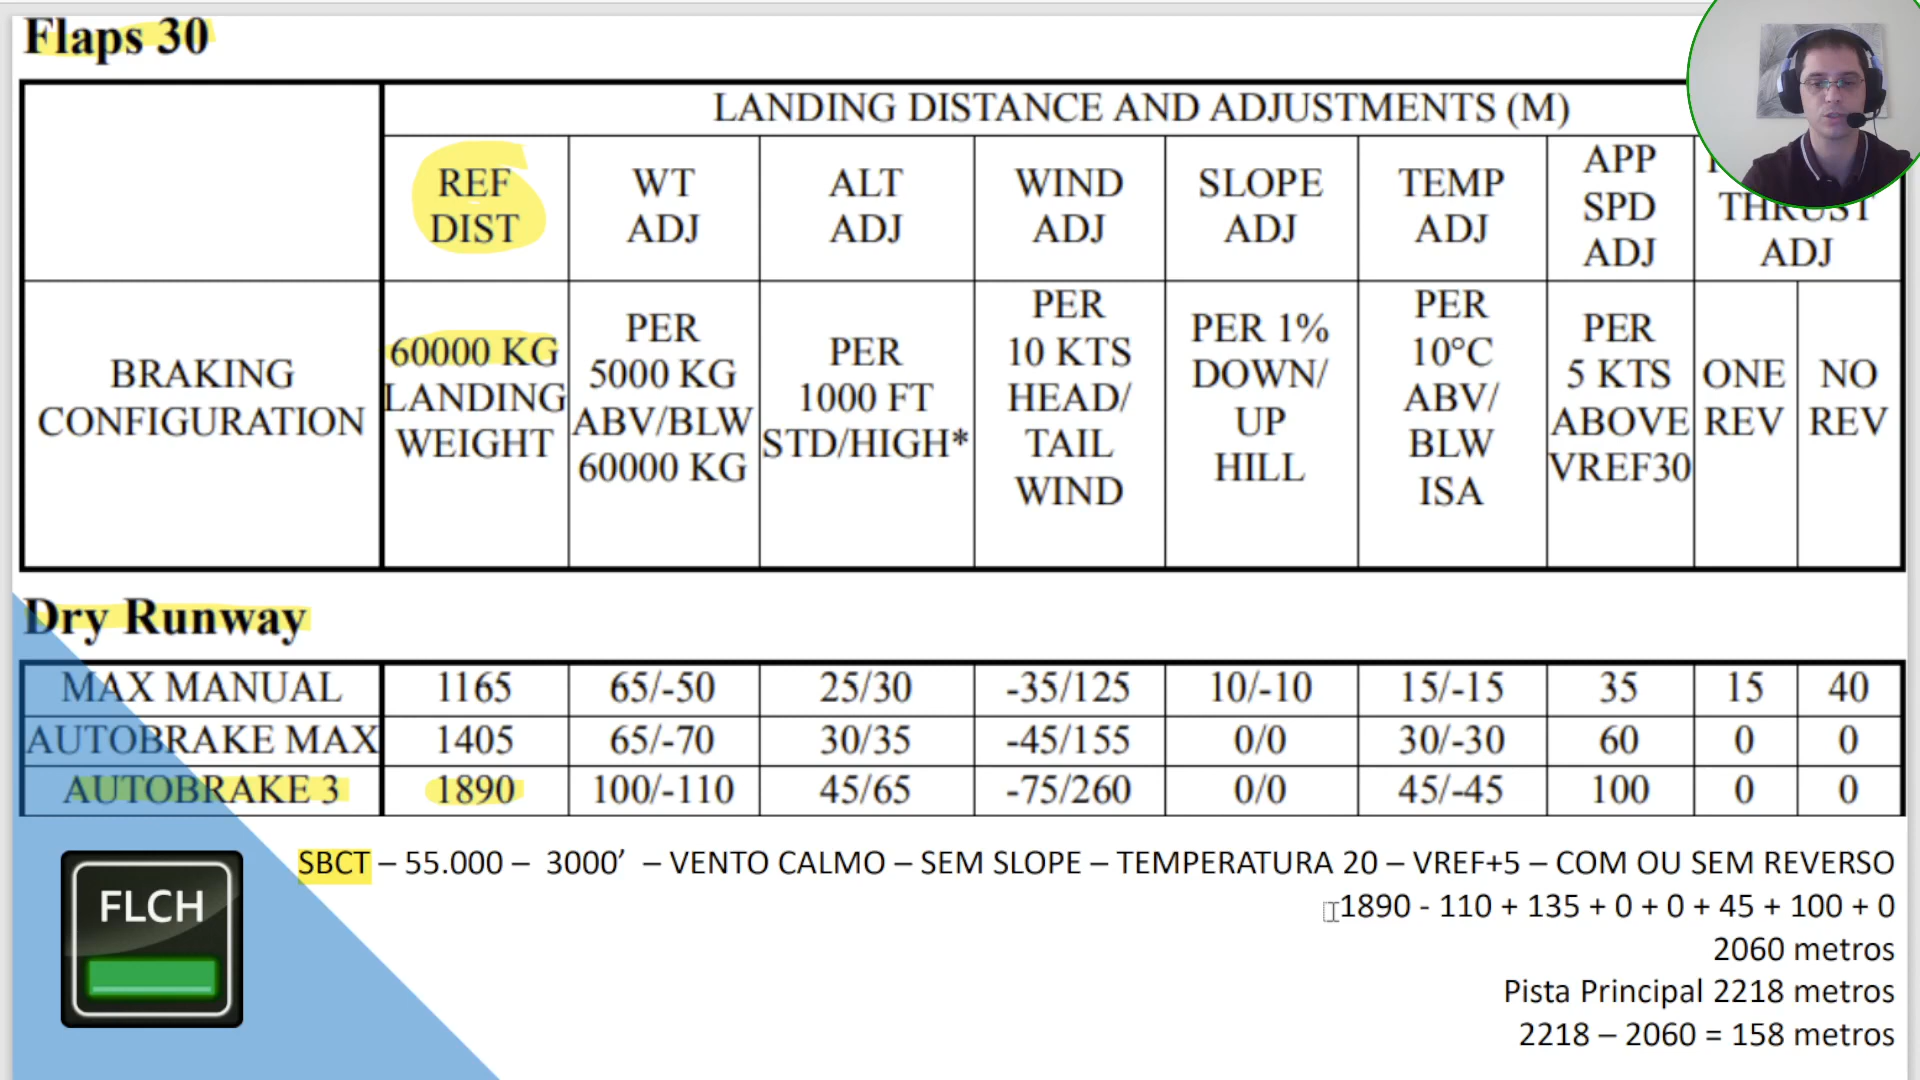 Flaps 30
LANDING DISTANCE AND ADJUSTMENTS (M)
REF DIST
WT ADJ
ALT ADJ
WIND ADJ
SLOPE ADJ
TEMP ADJ
APP SPD ADJ
THRUST ADJ
BRAKING CONFIGURATION
60000 KG LANDING WEIGHT
PER 5000 KG ABV/BLW 60000 KG
PER 1000 FT STD/HIGH*
PER 10 KTS HEAD/ TAIL WIND
PER 1% DOWN/ UP HILL
PER 10°C ABV/ BLW ISA
PER 5 KTS ABOVE VREF30
ONE REV
NO REV
Dry Runway
MAX MANUAL 1165 65/-50 25/30 -35/125 10/-10 15/-15 35 15 40
AUTOBRAKE MAX 1405 65/-70 30/35 -45/155 0/0 30/-30 60 0 0
AUTOBRAKE 3 1890 100/-110 45/65 -75/260 0/0 45/-45 100 0 0
SBCT – 55.000 – 3000’ – VENTO CALMO – SEM SLOPE – TEMPERATURA 20 – VREF+5 – COM OU SEM REVERSO
1890 - 110 + 135 + 0 + 0 + 45 + 100 + 0
2060 metros
Pista Principal 2218 metros
2218 – 2060 = 158 metros
FLCH